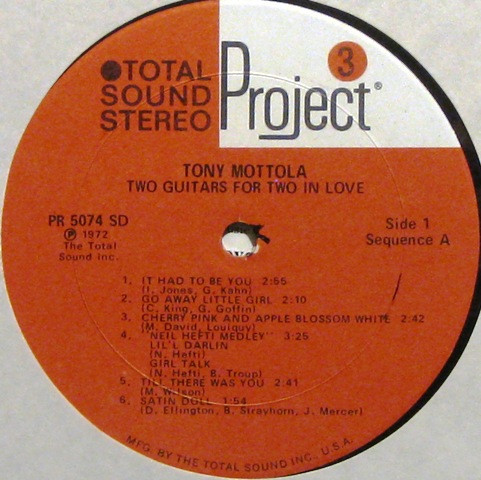 TOTAL
SOUND
STEREO
Project®
3
TONY MOTTOLA
TWO GUITARS FOR TWO IN LOVE
PR 5074 SD
Ⓟ 1972
The Total
Sound Inc.
Side 1
Sequence A
1. IT HAD TO BE YOU 2:55
(I. Jones, G. Kahn)
2. GO AWAY LITTLE GIRL 2:10
(C. King, G. Goffin)
3. CHERRY PINK AND APPLE BLOSSOM WHITE 2:42
(M. David, Louiguy)
4. "NEIL HEFTI MEDLEY" 3:25
LIL'L DARLIN
(N. Hefti)
GIRL TALK
(N. Hefti, B. Troup)
5. TILL THERE WAS YOU 2:41
(M. Wilson)
6. SATIN DOLL 1:54
(D. Ellington, B. Strayhorn, J. Mercer)
MFG. BY THE TOTAL SOUND INC., U.S.A.